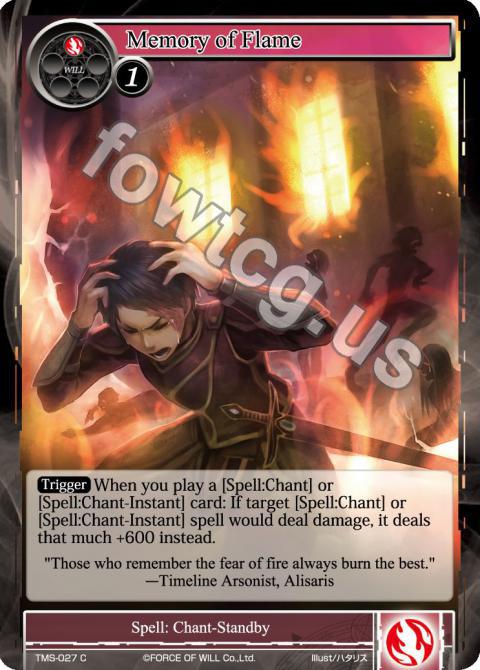 Memory of Flame
WILL
1
fowtcg.us
Trigger When you play a [Spell:Chant] or
[Spell:Chant-Instant] card: If target [Spell:Chant] or
[Spell:Chant-Instant] spell would deal damage, it deals
that much +600 instead.
"Those who remember the fear of fire always burn the best."
—Timeline Arsonist, Alisaris
Spell: Chant-Standby
TMS-027 C ©FORCE OF WILL Co.,Ltd. Illust/ハタリス